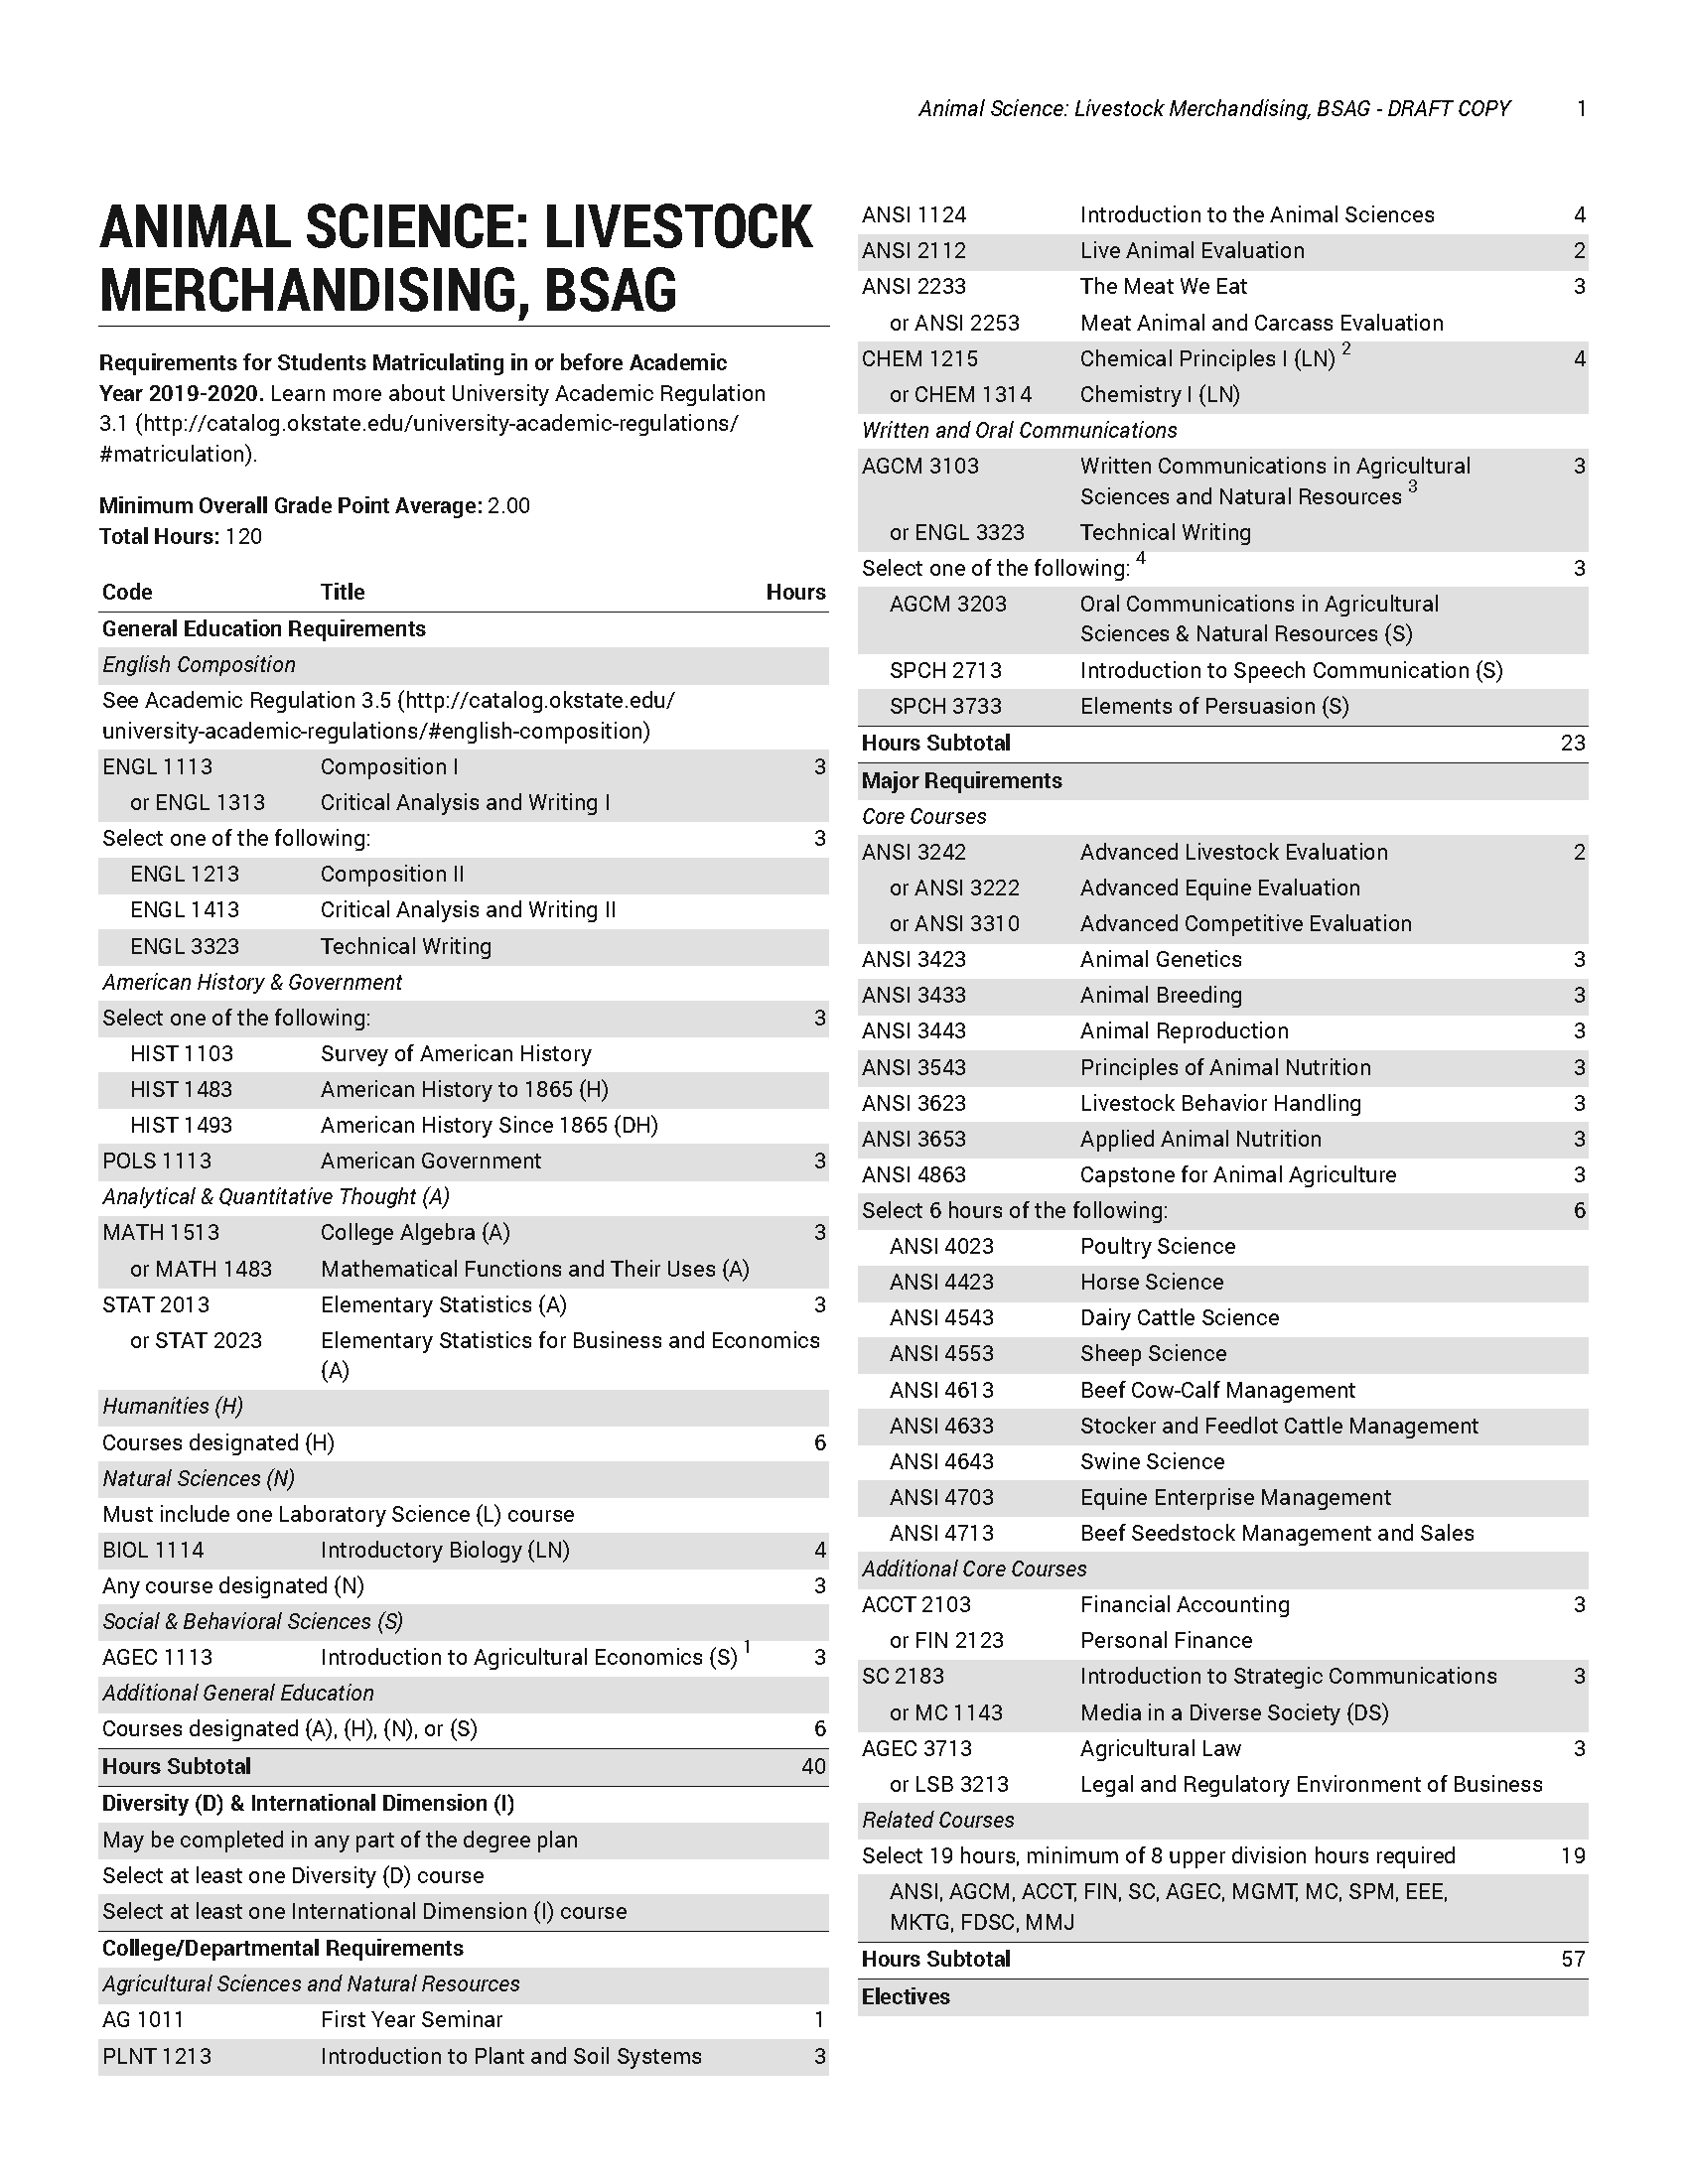 Animal Science: Livestock Merchandising, BSAG - DRAFT COPY 1
ANIMAL SCIENCE: LIVESTOCK
MERCHANDISING, BSAG
Requirements for Students Matriculating in or before Academic
Year 2019-2020. Learn more about University Academic Regulation
3.1 (http://catalog.okstate.edu/university-academic-regulations/
#matriculation).
Minimum Overall Grade Point Average: 2.00
Total Hours: 120
Code Title Hours
General Education Requirements
English Composition
See Academic Regulation 3.5 (http://catalog.okstate.edu/
university-academic-regulations/#english-composition)
ENGL 1113 Composition I 3
or ENGL 1313 Critical Analysis and Writing I
Select one of the following: 3
ENGL 1213 Composition II
ENGL 1413 Critical Analysis and Writing II
ENGL 3323 Technical Writing
American History & Government
Select one of the following: 3
HIST 1103 Survey of American History
HIST 1483 American History to 1865 (H)
HIST 1493 American History Since 1865 (DH)
POLS 1113 American Government 3
Analytical & Quantitative Thought (A)
MATH 1513 College Algebra (A) 3
or MATH 1483 Mathematical Functions and Their Uses (A)
STAT 2013 Elementary Statistics (A) 3
or STAT 2023 Elementary Statistics for Business and Economics
(A)
Humanities (H)
Courses designated (H) 6
Natural Sciences (N)
Must include one Laboratory Science (L) course
BIOL 1114 Introductory Biology (LN) 4
Any course designated (N) 3
Social & Behavioral Sciences (S)
AGEC 1113 Introduction to Agricultural Economics (S) 1 3
Additional General Education
Courses designated (A), (H), (N), or (S) 6
Hours Subtotal 40
Diversity (D) & International Dimension (I)
May be completed in any part of the degree plan
Select at least one Diversity (D) course
Select at least one International Dimension (I) course
College/Departmental Requirements
Agricultural Sciences and Natural Resources
AG 1011 First Year Seminar 1
PLNT 1213 Introduction to Plant and Soil Systems 3
ANSI 1124 Introduction to the Animal Sciences 4
ANSI 2112 Live Animal Evaluation 2
ANSI 2233 The Meat We Eat 3
or ANSI 2253 Meat Animal and Carcass Evaluation
CHEM 1215 Chemical Principles I (LN) 2 4
or CHEM 1314 Chemistry I (LN)
Written and Oral Communications
AGCM 3103 Written Communications in Agricultural 3
Sciences and Natural Resources 3
or ENGL 3323 Technical Writing
Select one of the following: 4 3
AGCM 3203 Oral Communications in Agricultural
Sciences & Natural Resources (S)
SPCH 2713 Introduction to Speech Communication (S)
SPCH 3733 Elements of Persuasion (S)
Hours Subtotal 23
Major Requirements
Core Courses
ANSI 3242 Advanced Livestock Evaluation 2
or ANSI 3222 Advanced Equine Evaluation
or ANSI 3310 Advanced Competitive Evaluation
ANSI 3423 Animal Genetics 3
ANSI 3433 Animal Breeding 3
ANSI 3443 Animal Reproduction 3
ANSI 3543 Principles of Animal Nutrition 3
ANSI 3623 Livestock Behavior Handling 3
ANSI 3653 Applied Animal Nutrition 3
ANSI 4863 Capstone for Animal Agriculture 3
Select 6 hours of the following: 6
ANSI 4023 Poultry Science
ANSI 4423 Horse Science
ANSI 4543 Dairy Cattle Science
ANSI 4553 Sheep Science
ANSI 4613 Beef Cow-Calf Management
ANSI 4633 Stocker and Feedlot Cattle Management
ANSI 4643 Swine Science
ANSI 4703 Equine Enterprise Management
ANSI 4713 Beef Seedstock Management and Sales
Additional Core Courses
ACCT 2103 Financial Accounting 3
or FIN 2123 Personal Finance
SC 2183 Introduction to Strategic Communications 3
or MC 1143 Media in a Diverse Society (DS)
AGEC 3713 Agricultural Law 3
or LSB 3213 Legal and Regulatory Environment of Business
Related Courses
Select 19 hours, minimum of 8 upper division hours required 19
ANSI, AGCM, ACCT, FIN, SC, AGEC, MGMT, MC, SPM, EEE,
MKTG, FDSC, MMJ
Hours Subtotal 57
Electives